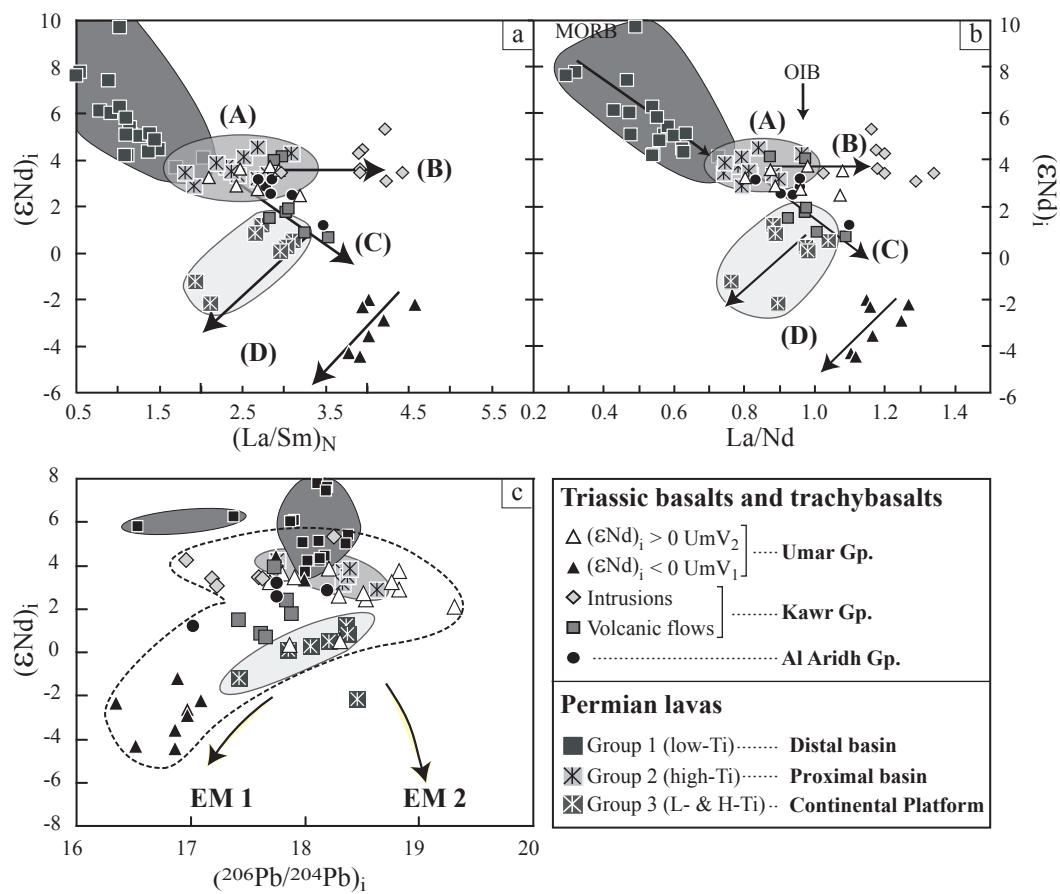 10
8
6
4
2
0
-2
-4
-6
(εNd)i
a
(A)
(B)
(C)
(D)
0.5
1.5
2.5
3.5
4.5
5.5
(La/Sm)N
MORB
OIB
b
(A)
(B)
(C)
(D)
10
8
6
4
2
0
-2
-4
-6
(εNd)i
0.2
0.4
0.6
0.8
1.0
1.2
1.4
La/Nd
8
6
4
2
0
-2
-4
-6
-8
(εNd)i
c
EM 1
EM 2
16
17
18
19
20
(²⁰⁶Pb/²⁰⁴Pb)i
Triassic basalts and trachybasalts
(εNd)i > 0 UmV2
(εNd)i < 0 UmV1
Umar Gp.
Intrusions
Volcanic flows
Kawr Gp.
Al Aridh Gp.
Permian lavas
Group 1 (low-Ti) Distal basin
Group 2 (high-Ti) Proximal basin
Group 3 (L- & H-Ti) Continental Platform